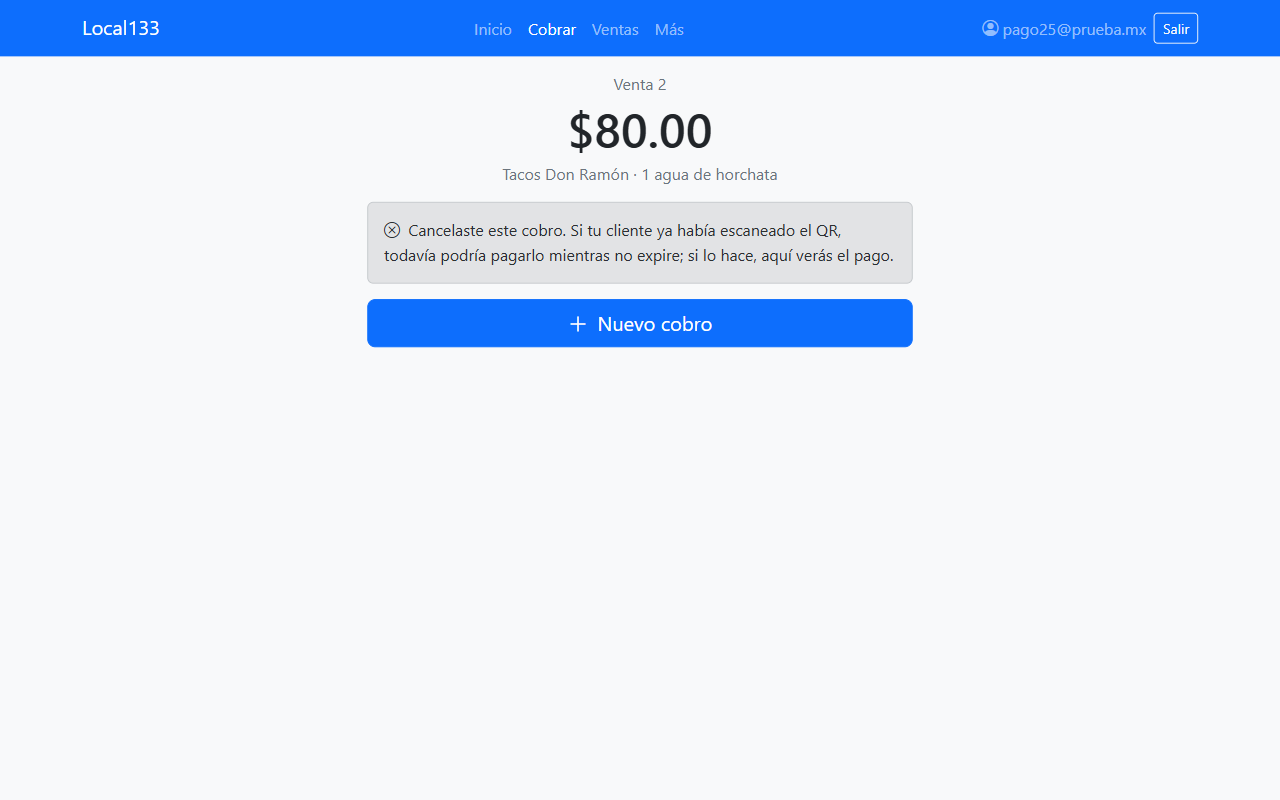 Local133
Inicio Cobrar Ventas Más
pago25@prueba.mx Salir
Venta 2
$80.00
Tacos Don Ramón · 1 agua de horchata
Cancelaste este cobro. Si tu cliente ya había escaneado el QR,
todavía podría pagarlo mientras no expire; si lo hace, aquí verás el pago.
Nuevo cobro